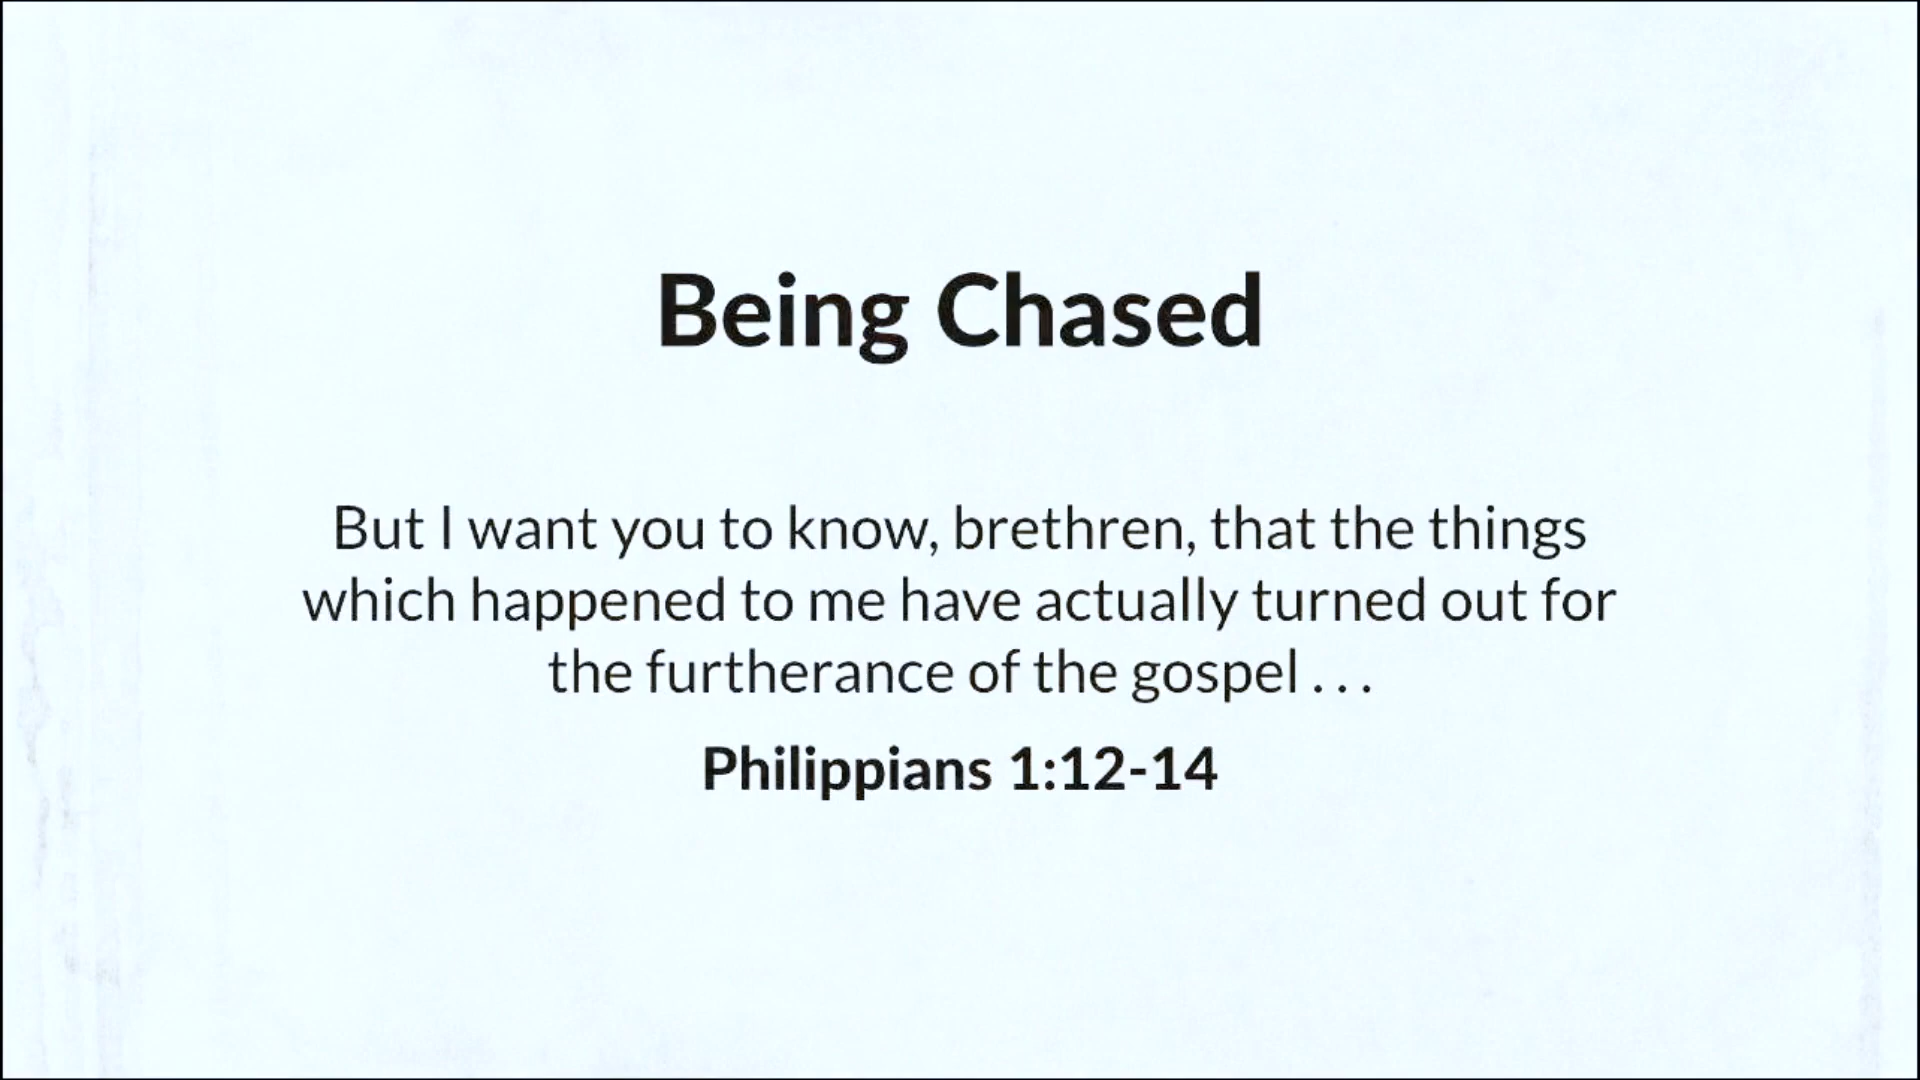 Being Chased
But I want you to know, brethren, that the things
which happened to me have actually turned out for
the furtherance of the gospel . . .
Philippians 1:12-14